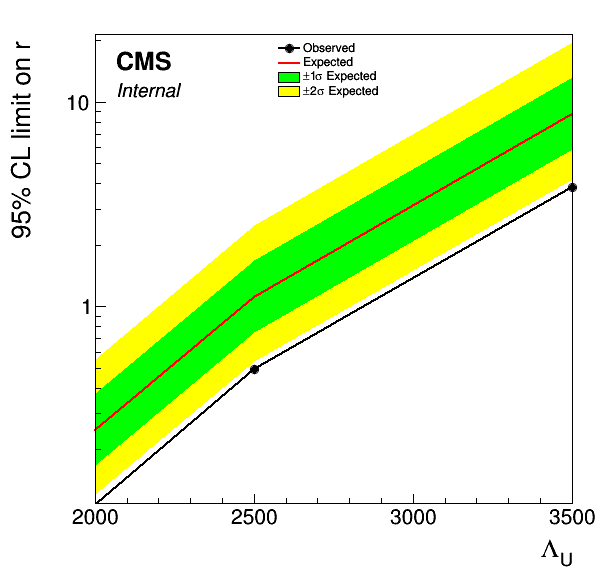 95% CL limit on r
CMS
Internal
Observed
Expected
±1σ Expected
±2σ Expected
10
1
2000 2500 3000 3500
Λ_U